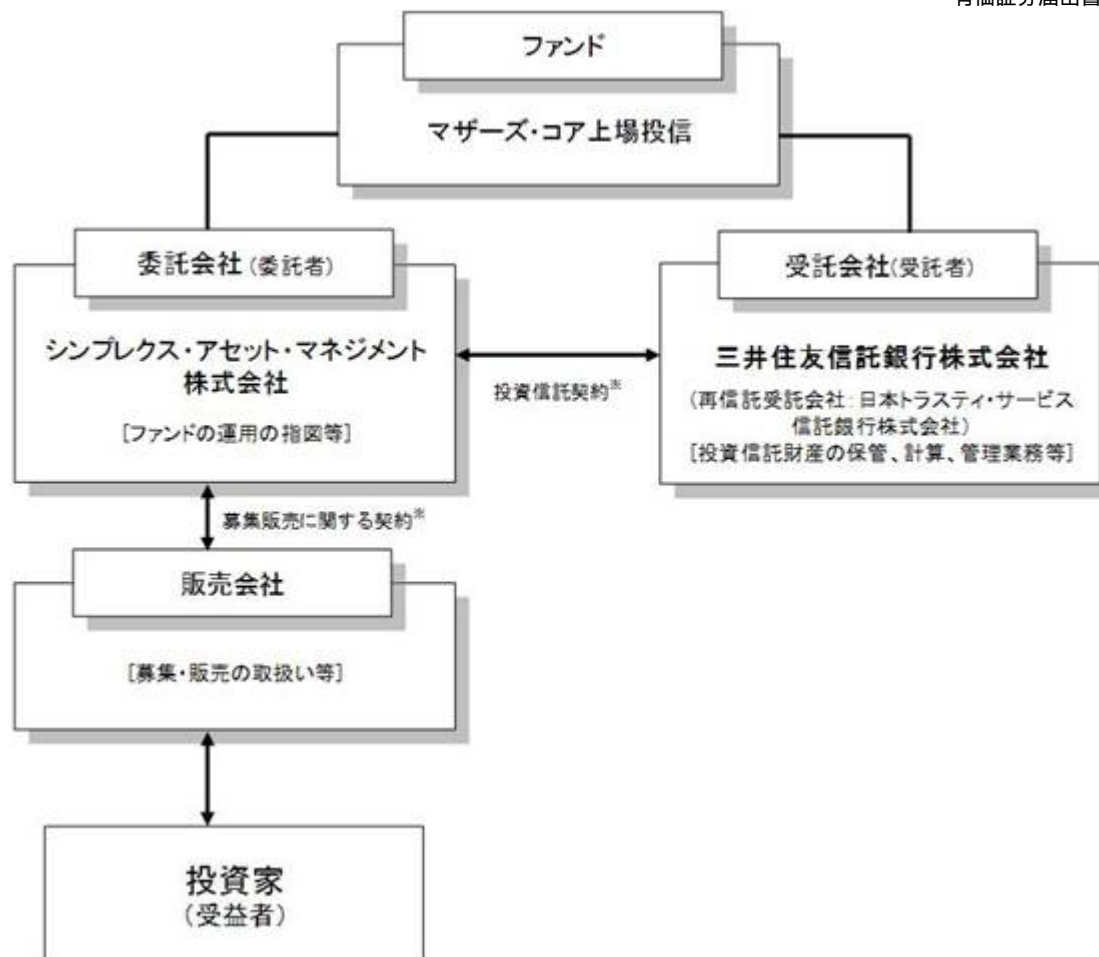 有価証券届出書
ファンド
マザーズ・コア上場投信
委託会社(委託者)
シンプレクス・アセット・マネジメント
株式会社
[ファンドの運用の指図等]
投資信託契約※
受託会社(受託者)
三井住友信託銀行株式会社
(再信託受託会社:日本トラスティ・サービス
信託銀行株式会社)
[投資信託財産の保管、計算、管理業務等]
募集販売に関する契約※
販売会社
[募集・販売の取扱い等]
投資家
(受益者)